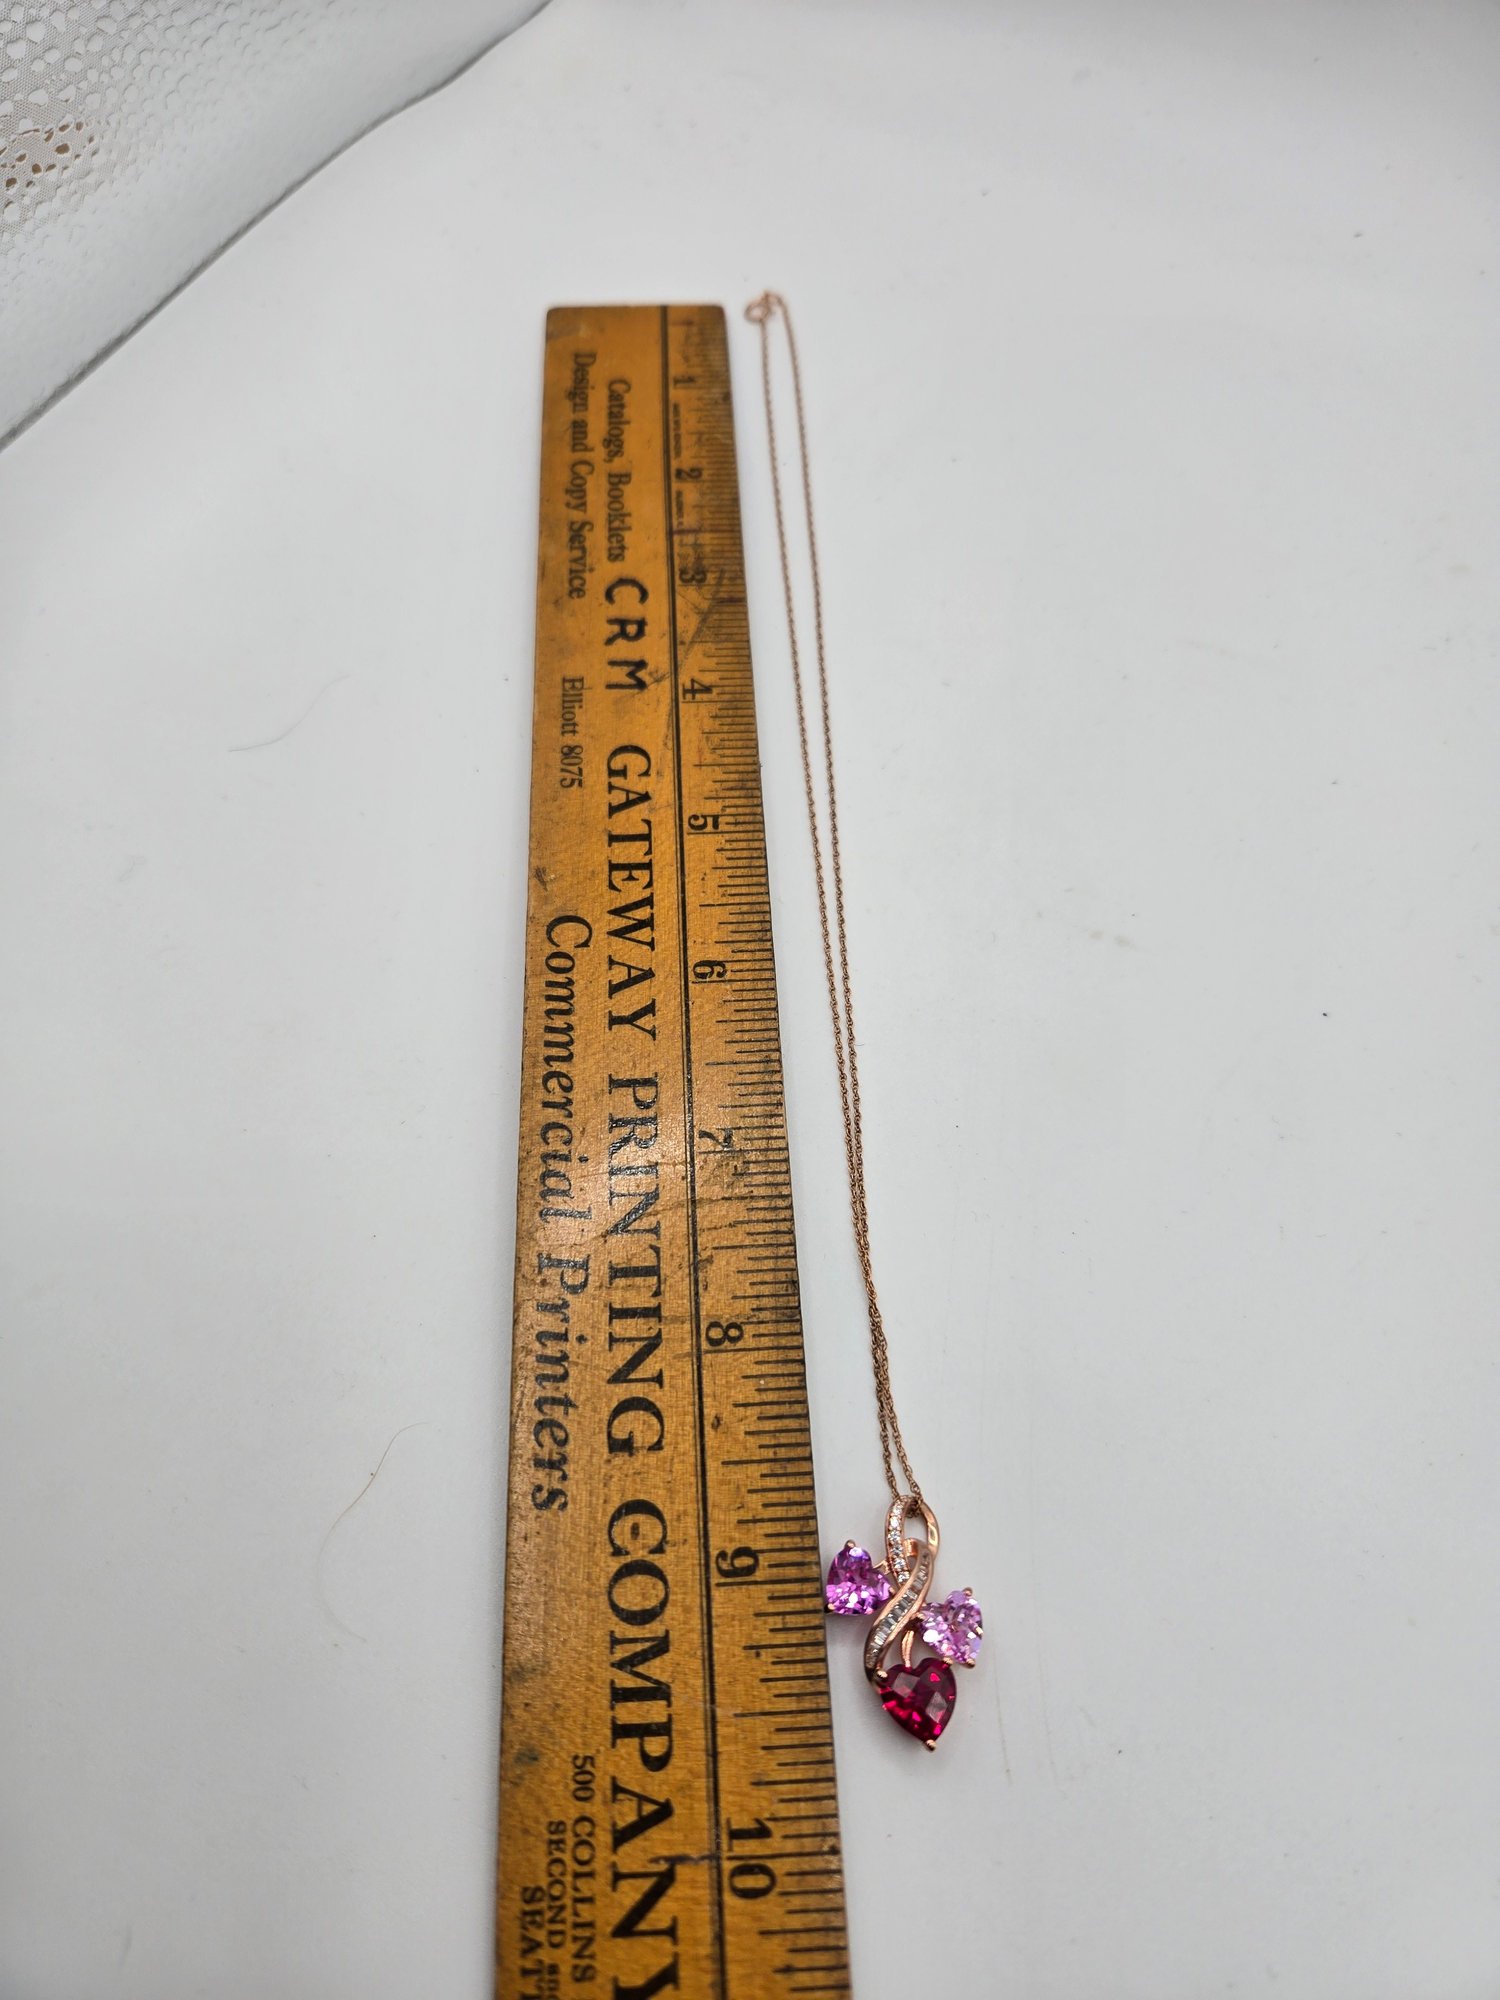 Catalogs, Booklets
Design and Copy Service
CRM
Elliott 8075
GATEWAY PRINTING COMPANY
Commercial Printers
500 COLLINS
SECOND
SEAT
1
2
3
4
5
6
7
8
9
10